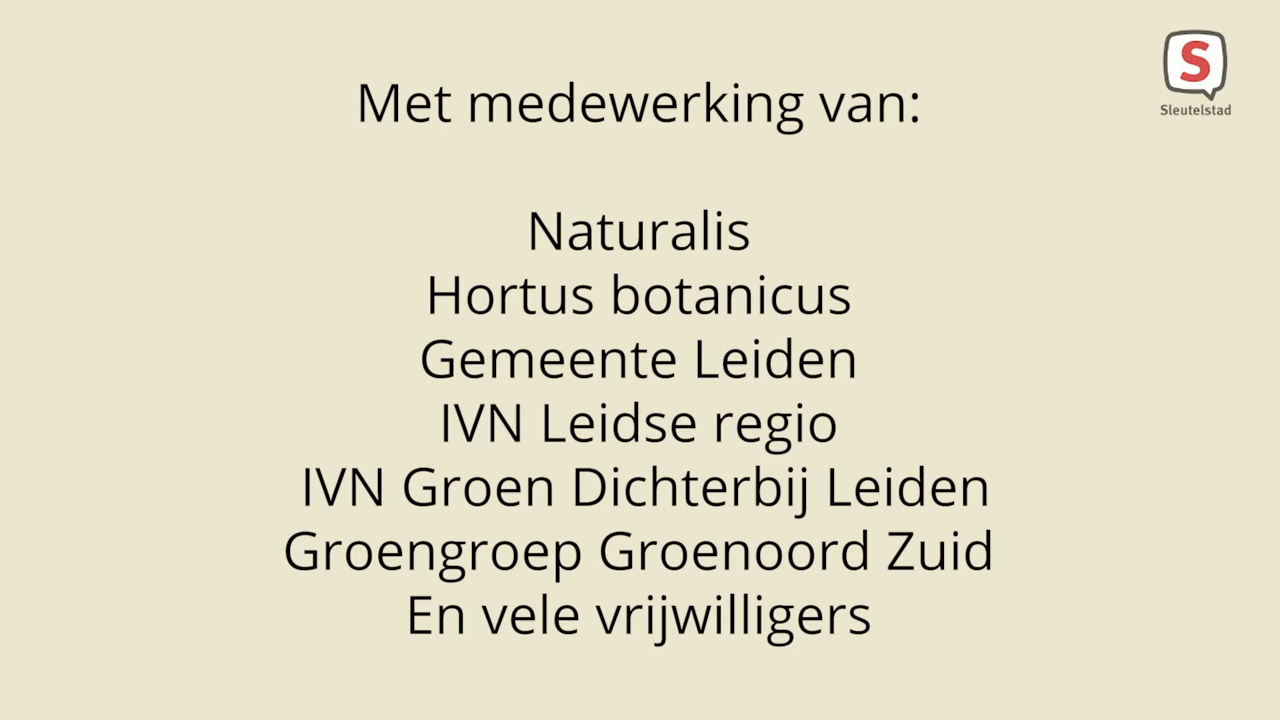 S
Sleutelstad
Met medewerking van:
Naturalis
Hortus botanicus
Gemeente Leiden
IVN Leidse regio
IVN Groen Dichterbij Leiden
Groengroep Groenoord Zuid
En vele vrijwilligers